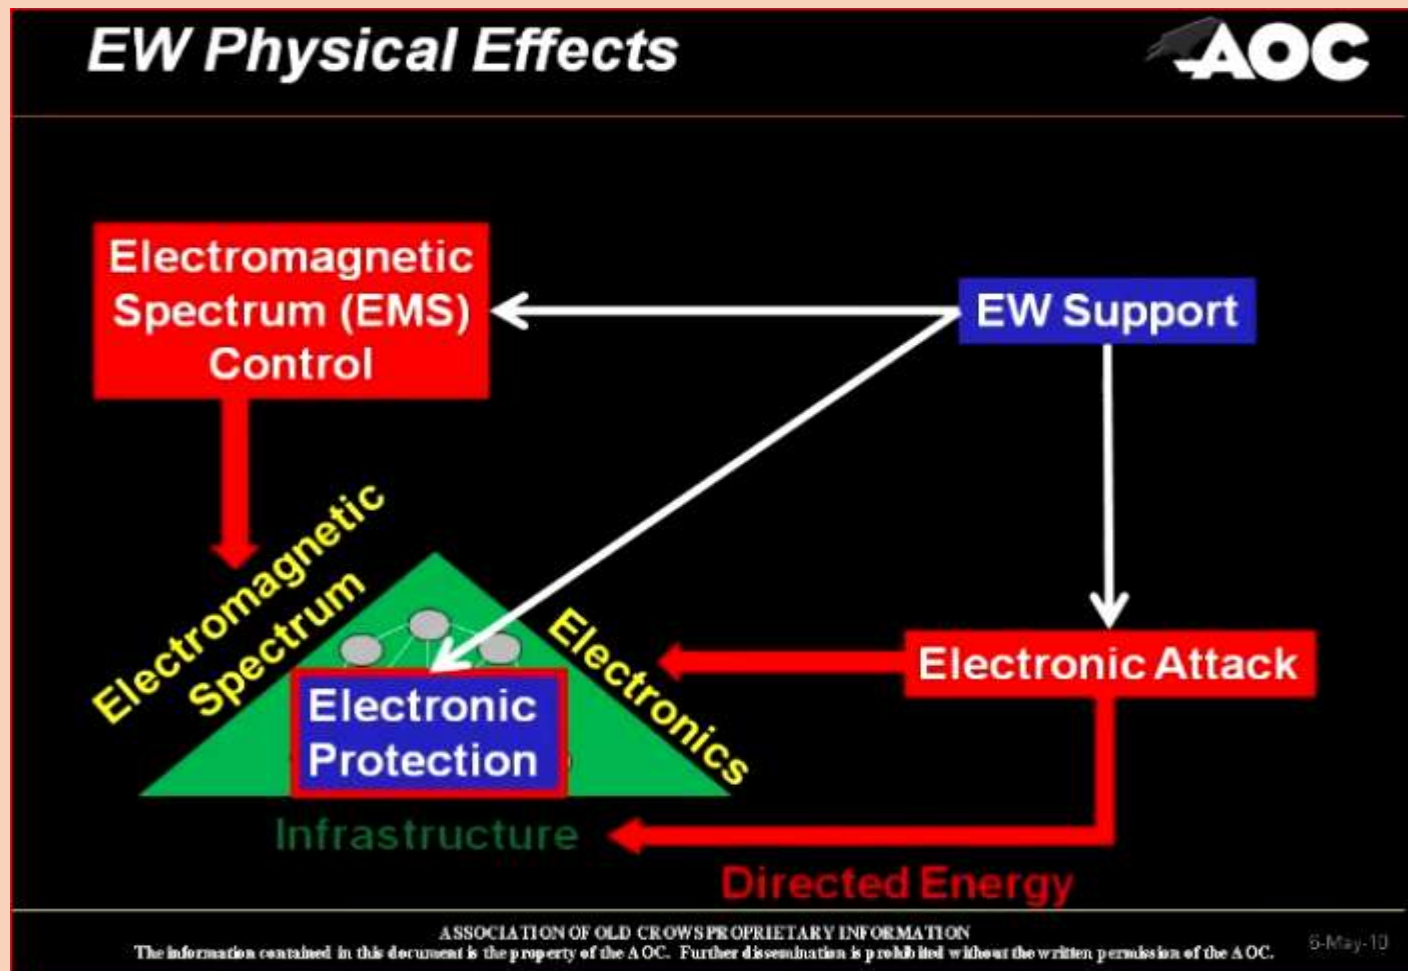 EW Physical Effects
AOC
Electromagnetic
Spectrum (EMS)
Control
EW Support
Electromagnetic
Spectrum
Electronics
Electronic Attack
Electronic
Protection
Infrastructure
Directed Energy
ASSOCIATION OF OLD CROWS PROPRIETARY INFORMATION
The information contained in this document is the property of the AOC. Further dissemination is prohibited without the written permission of the AOC.
6-May-10